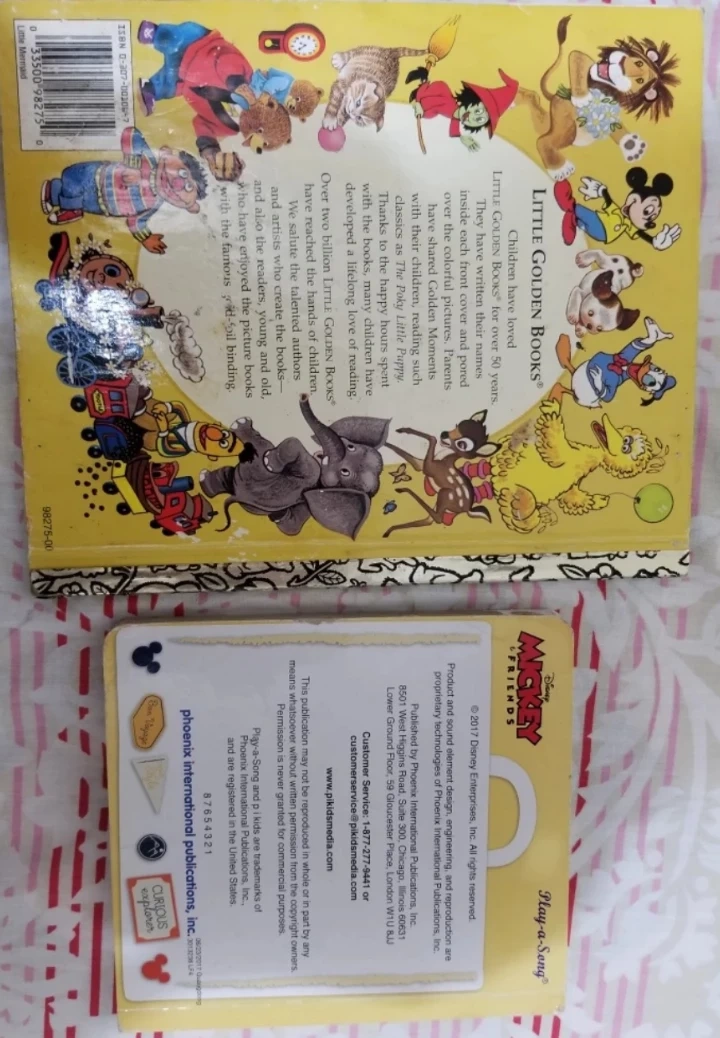 LITTLE GOLDEN BOOKS®
Children have loved
LITTLE GOLDEN BOOKS® for over 50 years.
They have written their names
inside each front cover and pored
over the colorful pictures. Parents
have shared Golden Moments
with their children, reading such
classics as The Poky Little Puppy.
Thanks to the happy hours spent
with the books, many children have
developed a lifelong love of reading.
Over two billion LITTLE GOLDEN BOOKS®
have reached the hands of children.
We salute the talented authors
and artists who create the books—
and also the readers, young and old,
who have enjoyed the picture books
with the famous gold-foil binding.
ISBN 0-307-
0 33500 98275 0
Little Mermaid
98275-00
Disney
MICKEY
& FRIENDS
Play-a-Song®
© 2017 Disney Enterprises, Inc. All rights reserved.
Product and sound element design, engineering, and reproduction are
proprietary technologies of Phoenix International Publications, Inc.
Published by Phoenix International Publications, Inc.
8501 West Higgins Road, Suite 300, Chicago, Illinois 60631
Lower Ground Floor, 59 Gloucester Place, London W1U 8JJ
Customer Service: 1-877-277-9441 or
customerservice@pikidsmedia.com
www.pikidsmedia.com
This publication may not be reproduced in whole or in part by any
means whatsoever without written permission from the copyright owners.
Permission is never granted for commercial purposes.
Play-a-Song and p i kids are trademarks of
Phoenix International Publications, Inc.,
and are registered in the United States.
8 7 6 5 4 3 2 1
phoenix international publications, inc.
Bon Voyage
CURIOUS
explorer